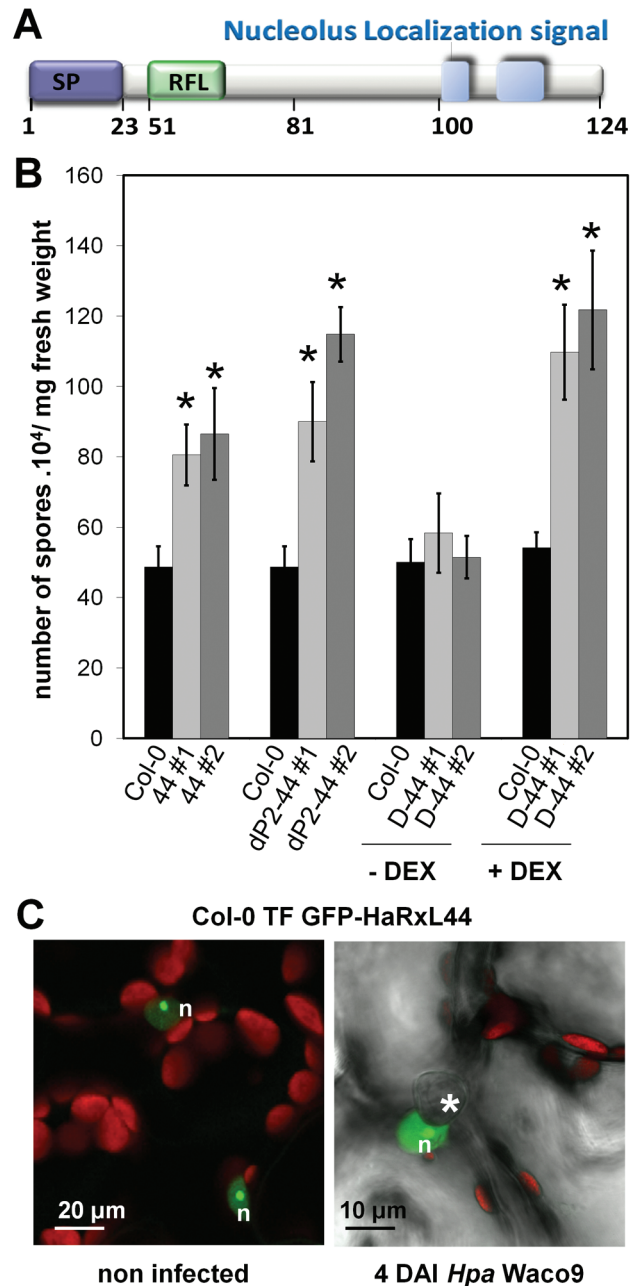 A
Nucleolus Localization signal
SP RFL
1 23 51 81 100 124
B
number of spores .10⁴/ mg fresh weight
160
140
120
100
80
60
40
20
0
* * * * * *
Col-0 44 #1 44 #2 Col-0 dP2-44 #1 dP2-44 #2 Col-0 D-44 #1 D-44 #2 Col-0 D-44 #1 D-44 #2
- DEX + DEX
C
Col-0 TF GFP-HaRxL44
n
n
20 µm
*
n
10 µm
non infected 4 DAI Hpa Waco9